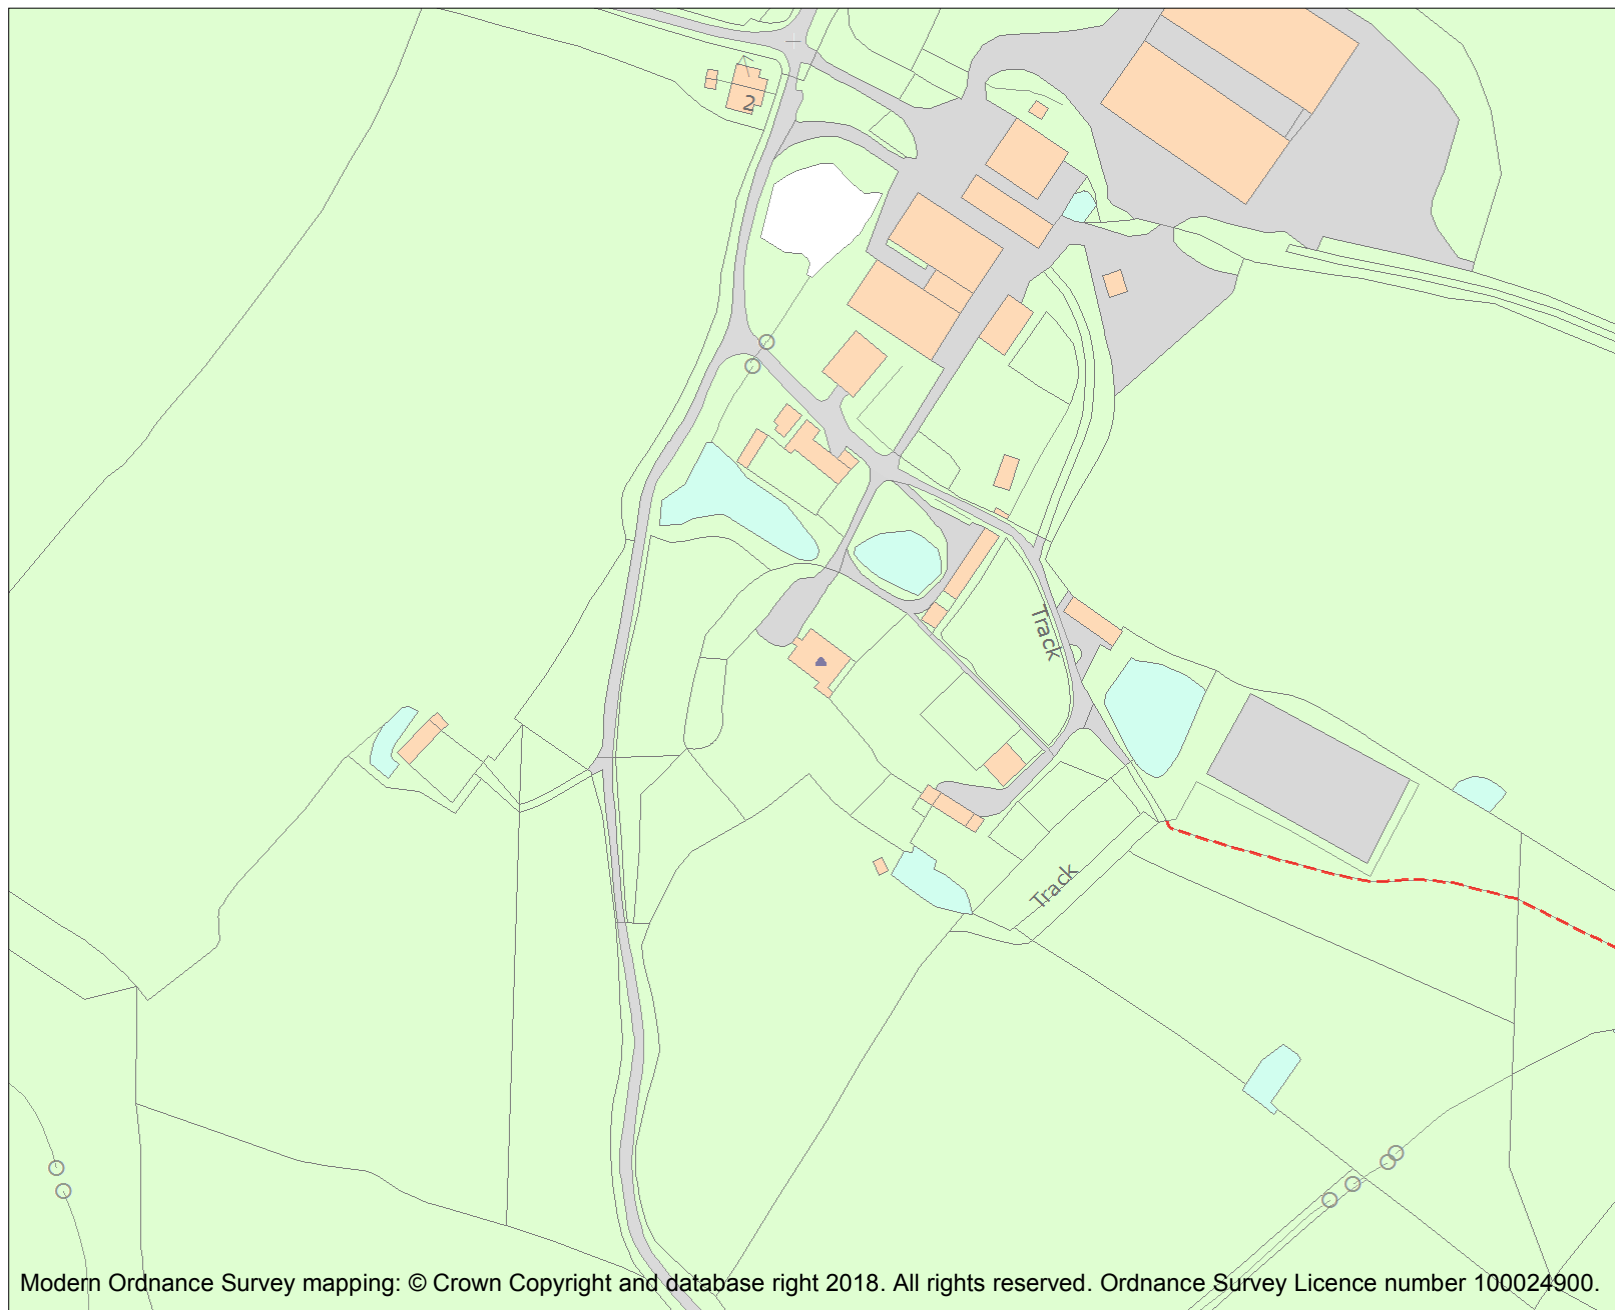 2
Track
Track
Modern Ordnance Survey mapping: © Crown Copyright and database right 2018. All rights reserved. Ordnance Survey Licence number 100024900.